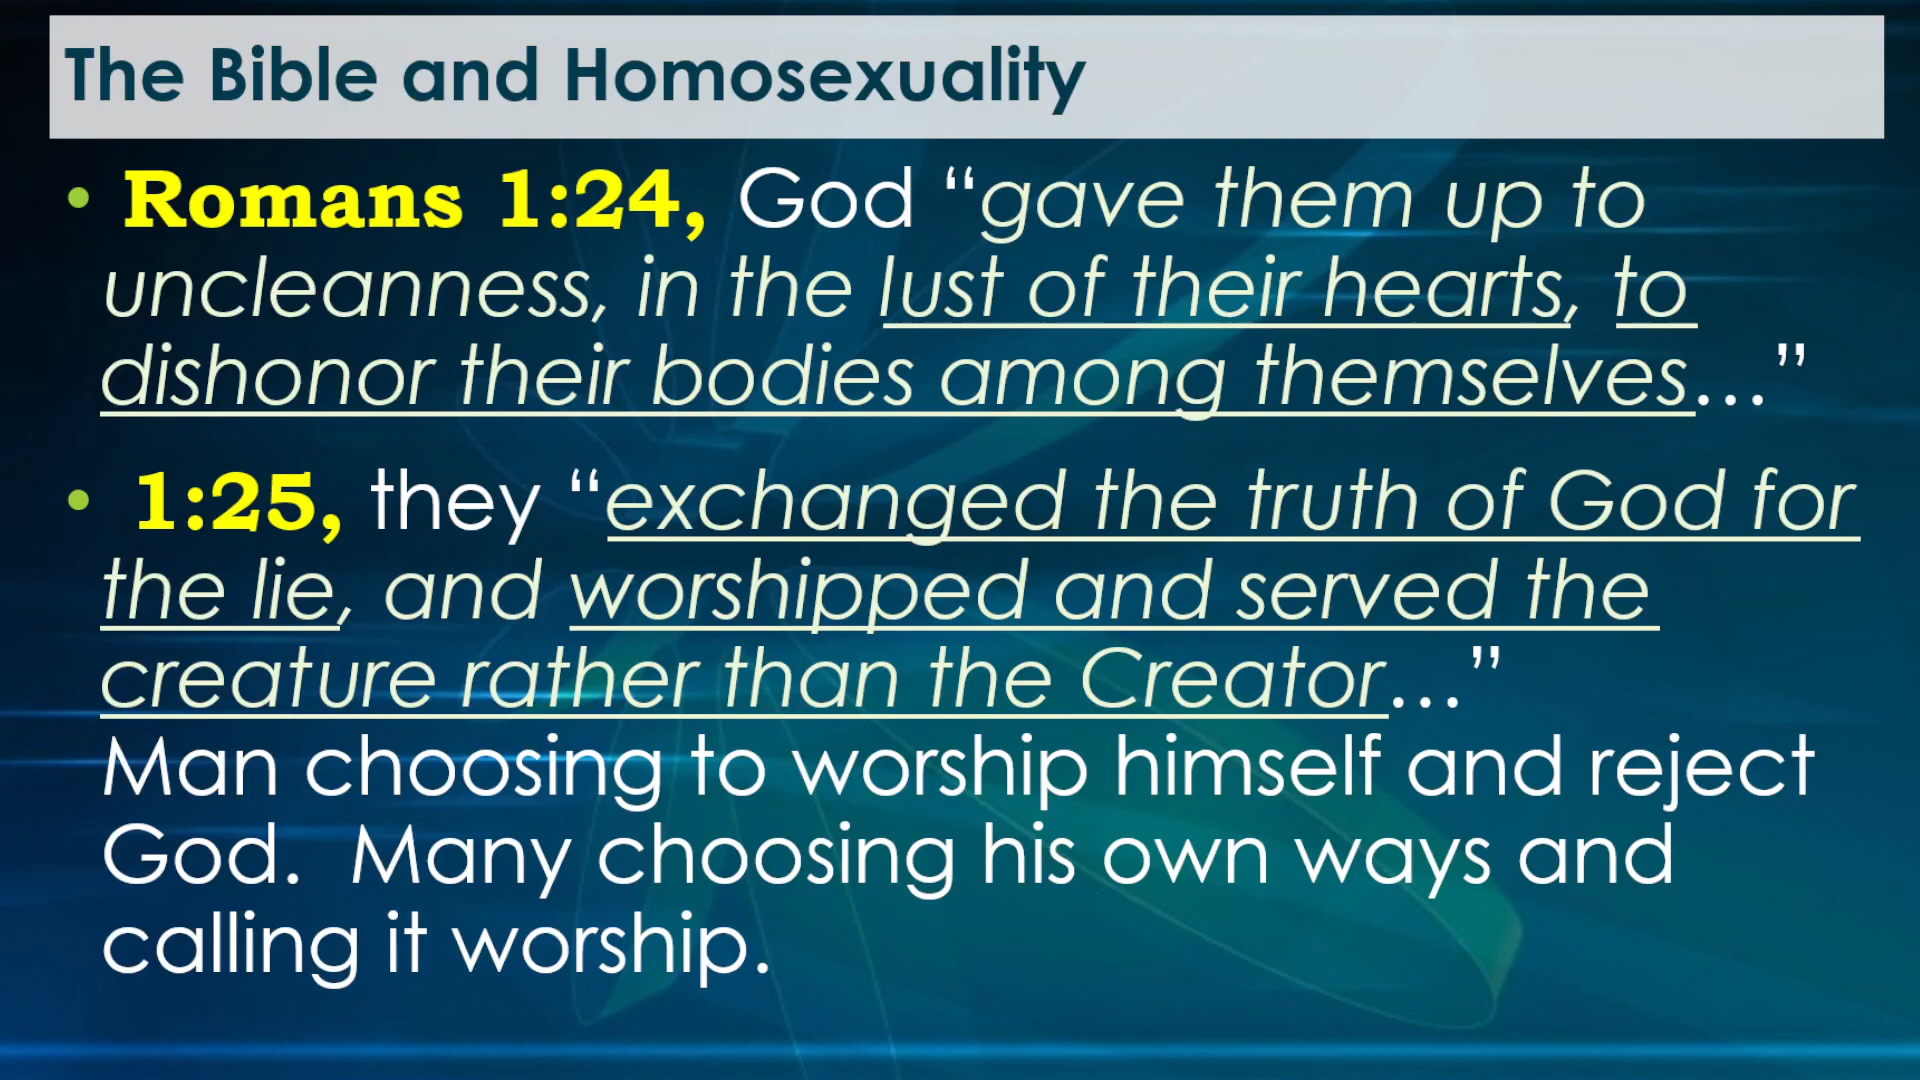 The Bible and Homosexuality
• Romans 1:24, God “gave them up to
uncleanness, in the lust of their hearts, to
dishonor their bodies among themselves…”
• 1:25, they “exchanged the truth of God for
the lie, and worshipped and served the
creature rather than the Creator…”
Man choosing to worship himself and reject
God.  Many choosing his own ways and
calling it worship.